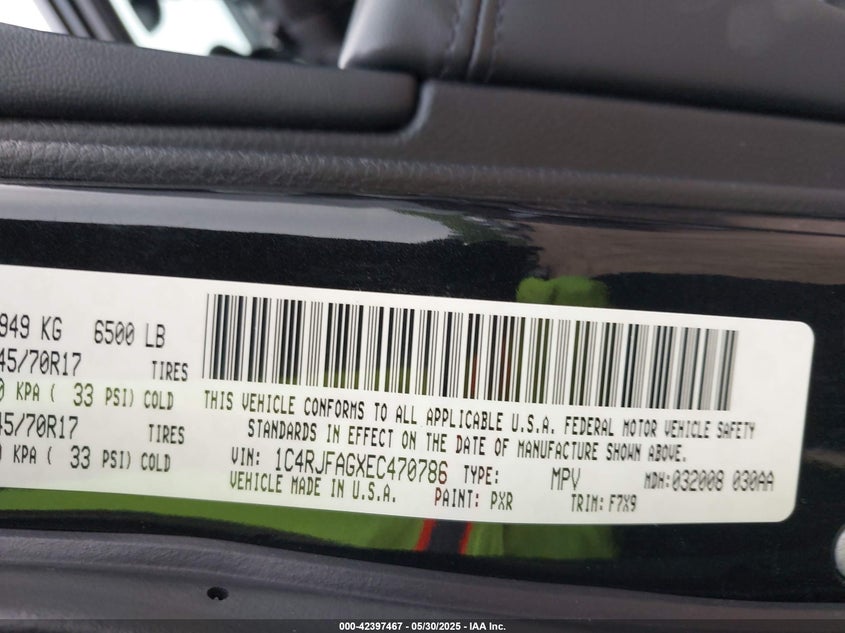 949 KG 6500 LB
45/70R17 TIRES
0 KPA ( 33 PSI) COLD
45/70R17 TIRES
0 KPA ( 33 PSI) COLD
THIS VEHICLE CONFORMS TO ALL APPLICABLE U.S.A. FEDERAL MOTOR VEHICLE SAFETY
STANDARDS IN EFFECT ON THE DATE OF MANUFACTURE SHOWN ABOVE.
VIN: 1C4RJFAGXEC470786 TYPE: MPV MDH:032008 030AA
VEHICLE MADE IN U.S.A. PAINT: PXR TRIM: F7X9
000-42397467 — 05/30/2025 - IAA Inc.